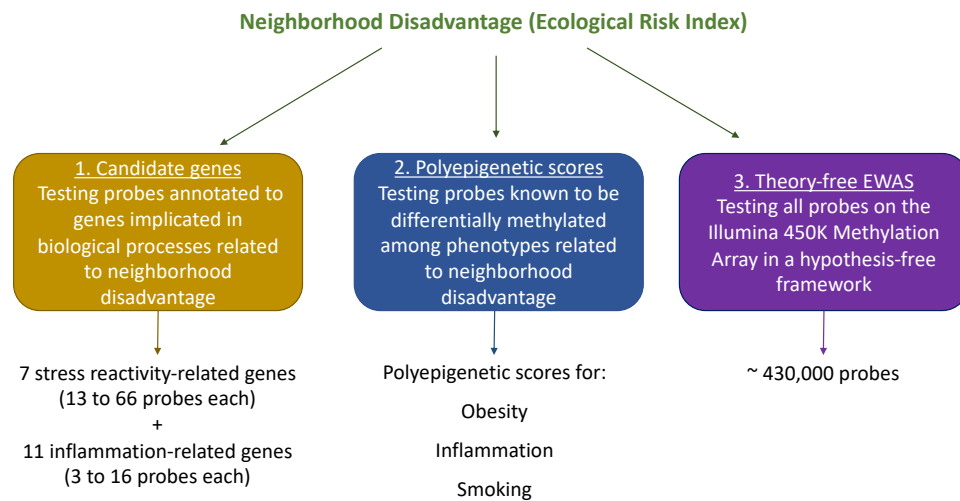 Neighborhood Disadvantage (Ecological Risk Index)
1. Candidate genes
Testing probes annotated to
genes implicated in
biological processes related
to neighborhood
disadvantage
2. Polyepigenetic scores
Testing probes known to be
differentially methylated
among phenotypes related
to neighborhood
disadvantage
3. Theory-free EWAS
Testing all probes on the
Illumina 450K Methylation
Array in a hypothesis-free
framework
7 stress reactivity-related genes
(13 to 66 probes each)
+
11 inflammation-related genes
(3 to 16 probes each)
Polyepigenetic scores for:
Obesity
Inflammation
Smoking
~ 430,000 probes